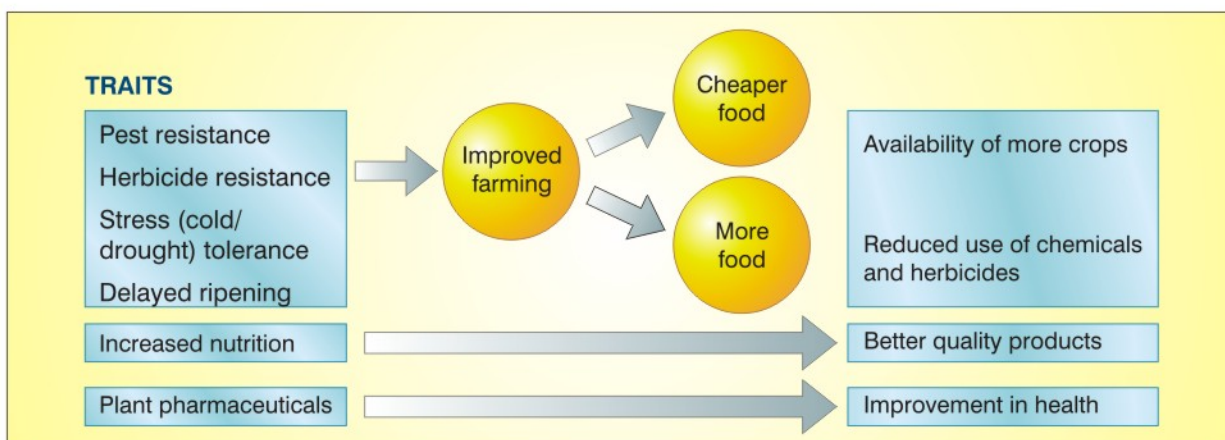 TRAITS
Pest resistance
Herbicide resistance
Stress (cold/
drought) tolerance
Delayed ripening
Improved
farming
Cheaper
food
More
food
Availability of more crops
Reduced use of chemicals
and herbicides
Increased nutrition
Better quality products
Plant pharmaceuticals
Improvement in health